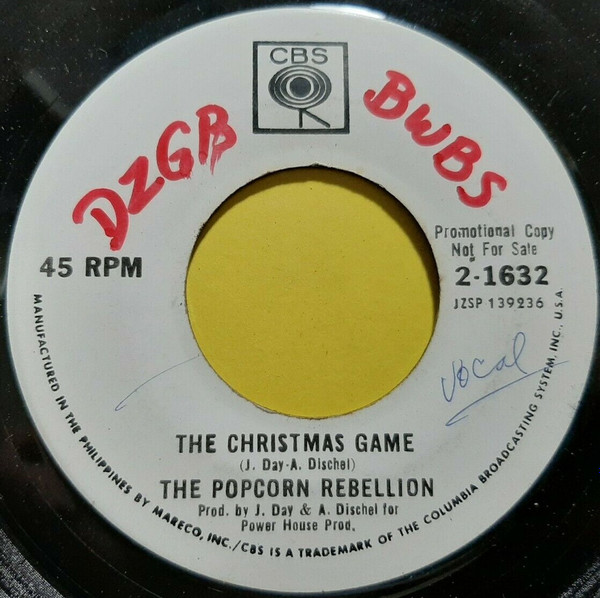 CBS
DZGB
BWBS
Promotional Copy
Not For Sale
45 RPM
2-1632
JZSP 139236
vocal
THE CHRISTMAS GAME
(J. Day-A. Dischel)
THE POPCORN REBELLION
Prod. by J. Day & A. Dischel for
Power House Prod.
MANUFACTURED IN THE PHILIPPINES BY MARECO, INC./CBS IS A TRADEMARK OF THE COLUMBIA BROADCASTING SYSTEM, INC., U.S.A.